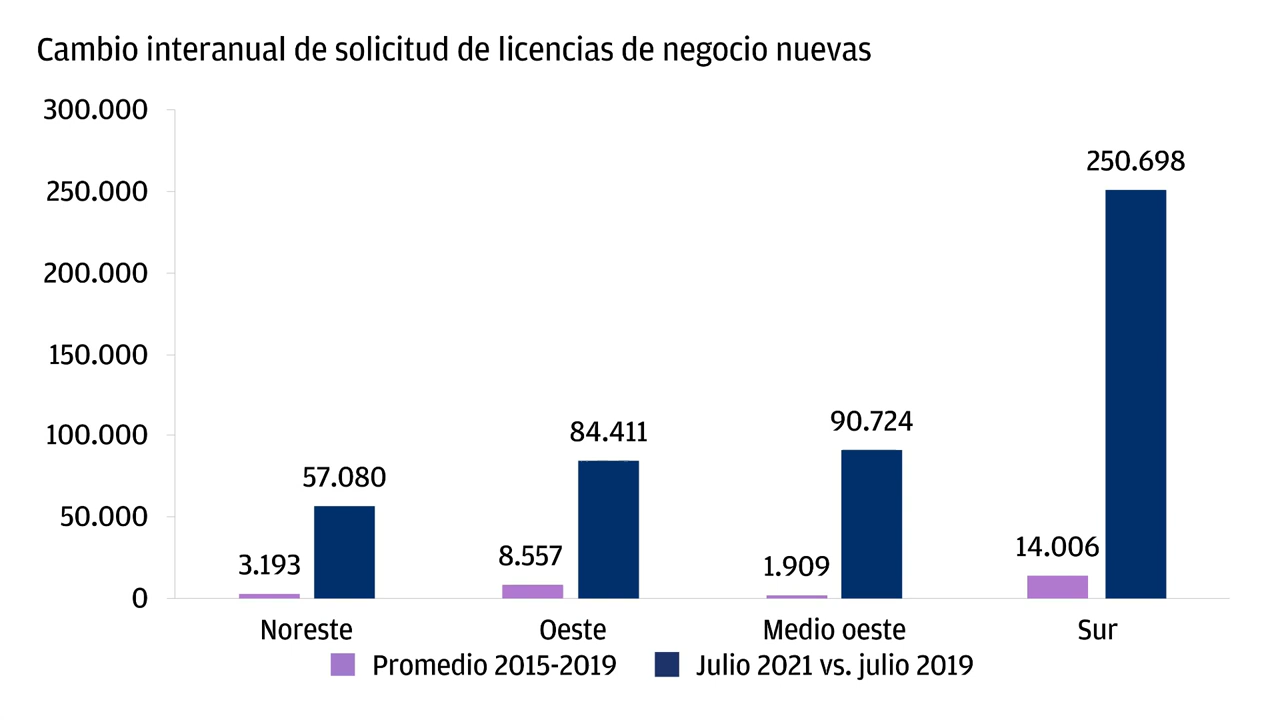 Cambio interanual de solicitud de licencias de negocio nuevas
300.000
250.000
200.000
150.000
100.000
50.000
0
3.193
57.080
8.557
84.411
1.909
90.724
14.006
250.698
Noreste
Oeste
Medio oeste
Sur
Promedio 2015-2019
Julio 2021 vs. julio 2019